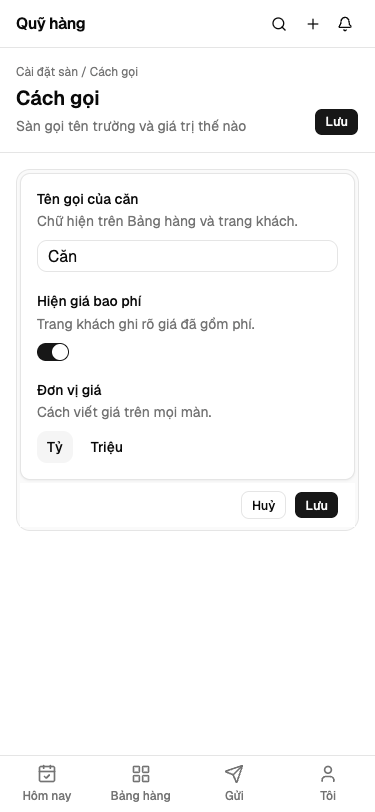 Quỹ hàng
Cài đặt sàn / Cách gọi
Cách gọi
Sàn gọi tên trường và giá trị thế nào
Lưu
Tên gọi của căn
Chữ hiện trên Bảng hàng và trang khách.
Căn
Hiện giá bao phí
Trang khách ghi rõ giá đã gồm phí.
Đơn vị giá
Cách viết giá trên mọi màn.
Tỷ Triệu
Huỷ Lưu
Hôm nay Bảng hàng Gửi Tôi